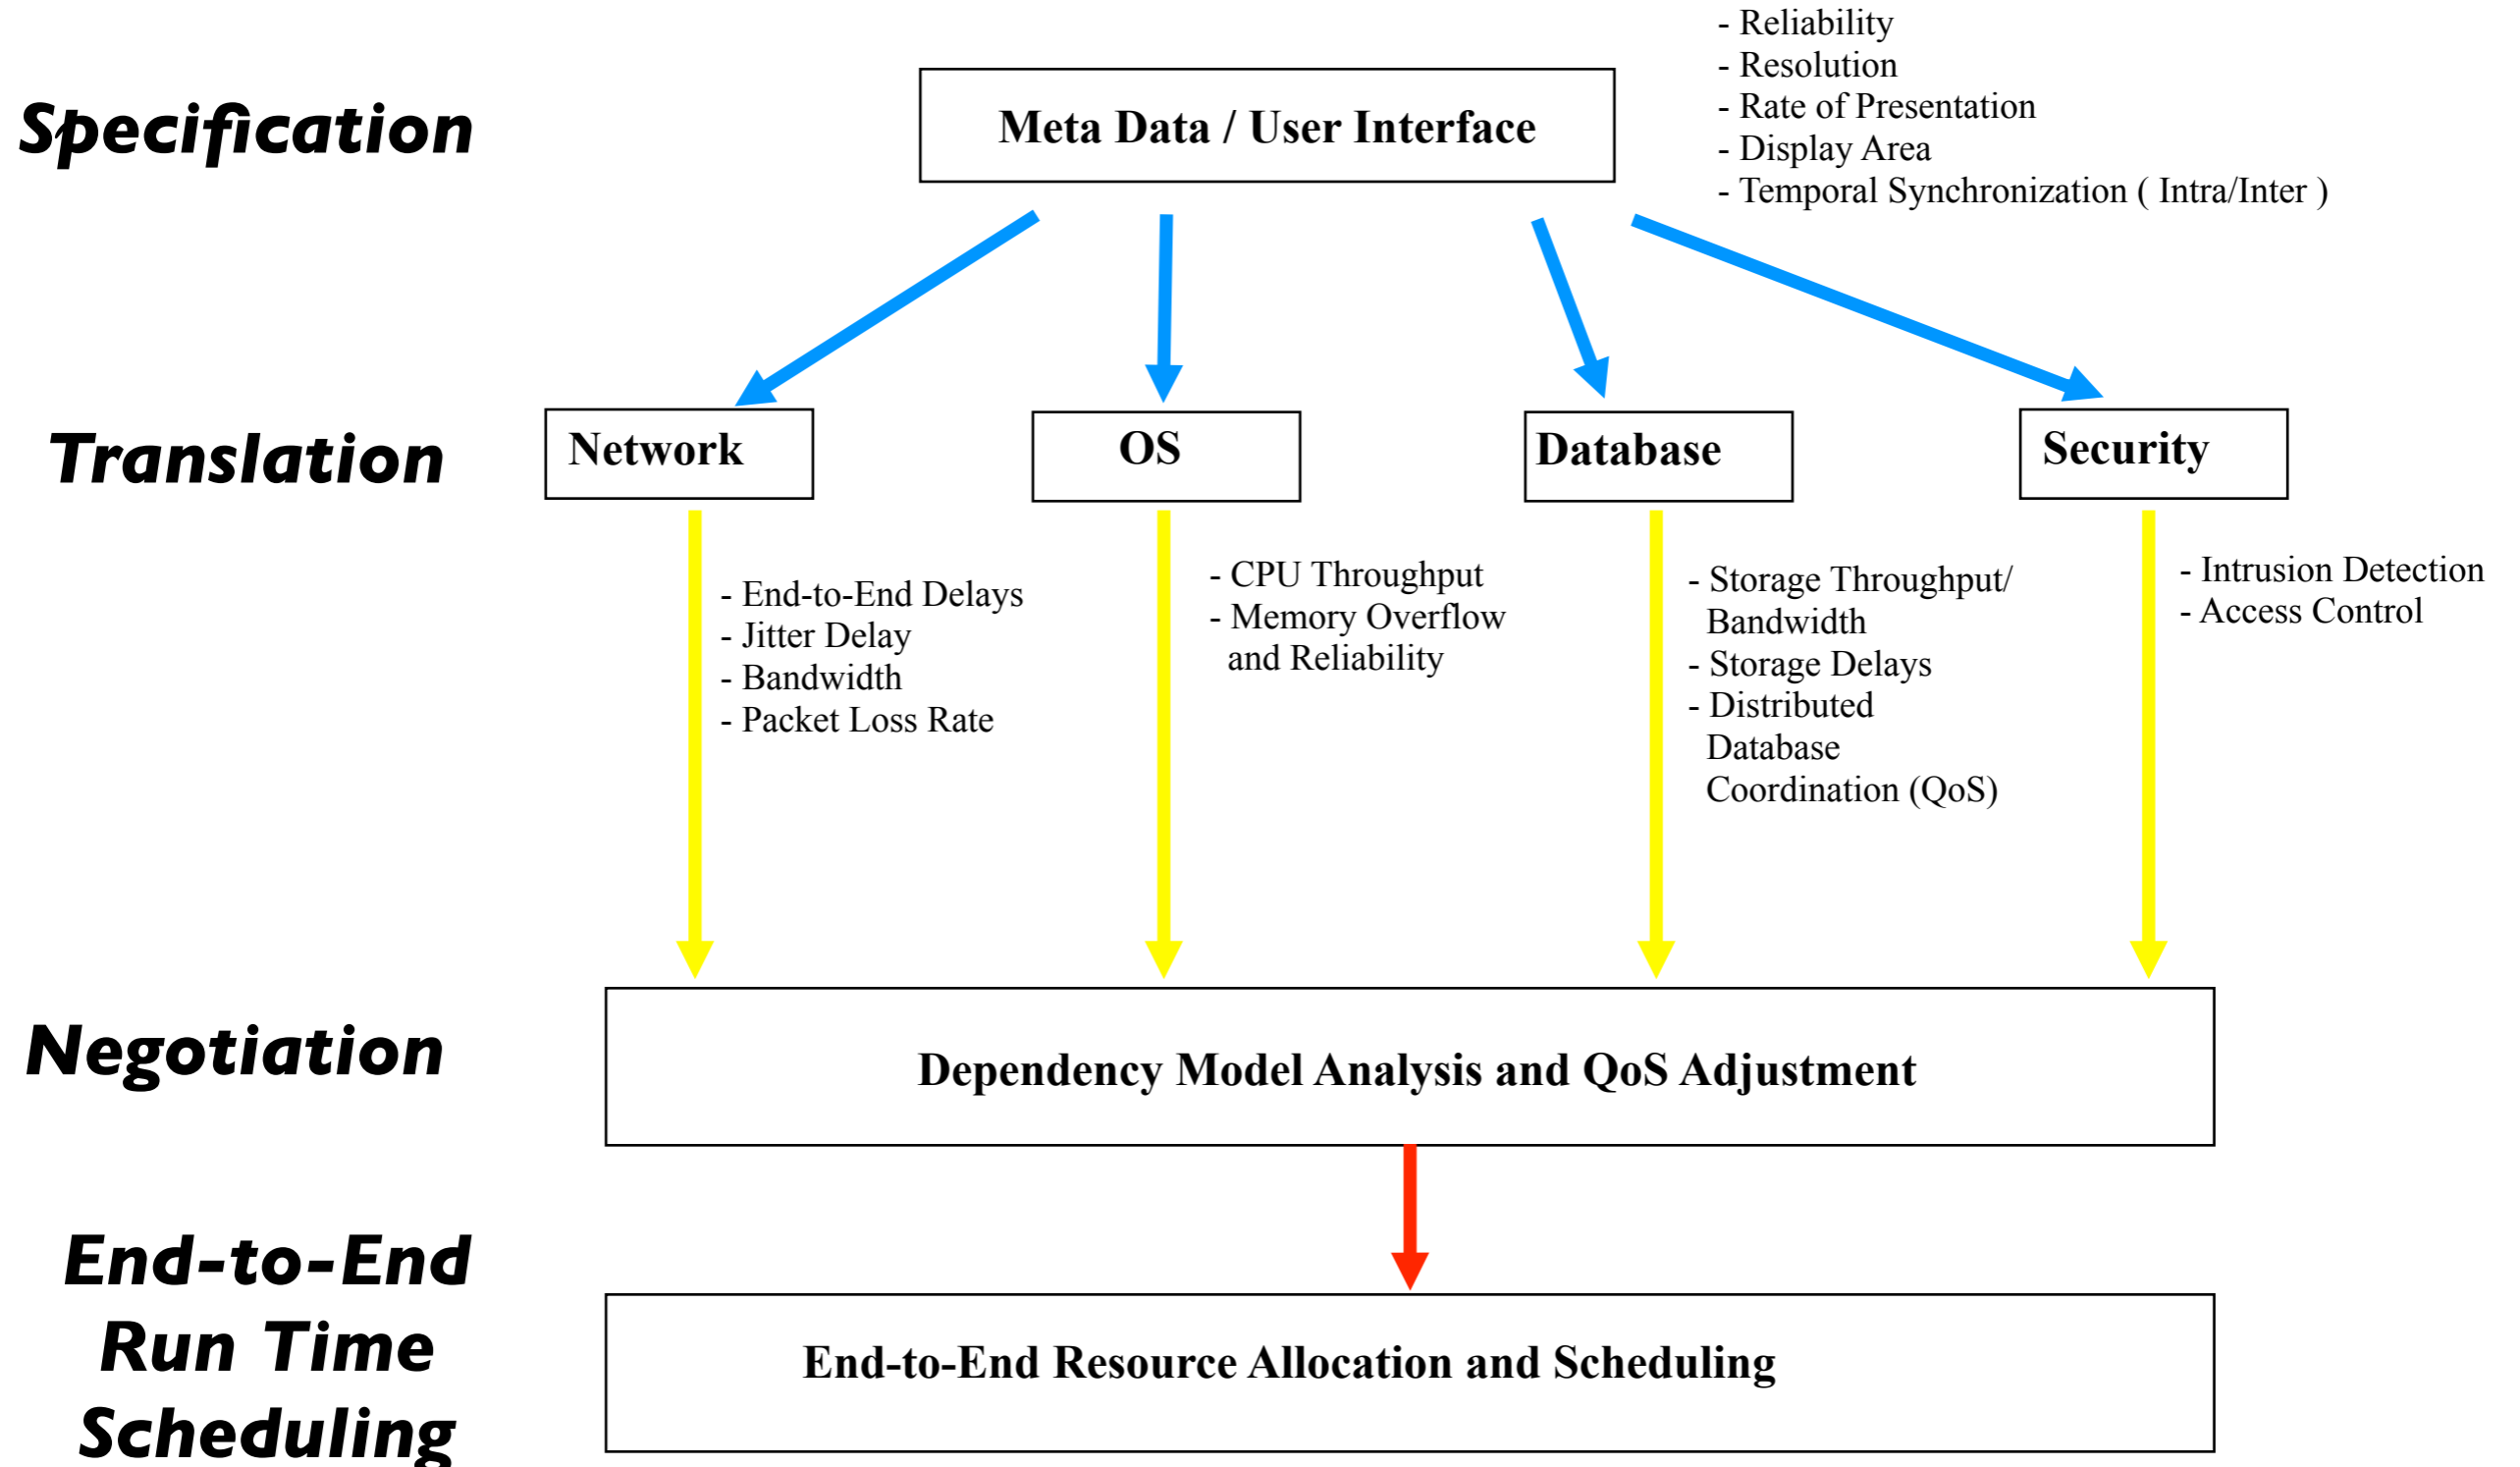 - Reliability
- Resolution
- Rate of Presentation
- Display Area
- Temporal Synchronization ( Intra/Inter )
Specification
Meta Data / User Interface
Translation
Network
OS
Database
Security
- End-to-End Delays
- Jitter Delay
- Bandwidth
- Packet Loss Rate
- CPU Throughput
- Memory Overflow
and Reliability
- Storage Throughput/
Bandwidth
- Storage Delays
- Distributed
Database
Coordination (QoS)
- Intrusion Detection
- Access Control
Negotiation
Dependency Model Analysis and QoS Adjustment
End-to-End
Run Time
Scheduling
End-to-End Resource Allocation and Scheduling